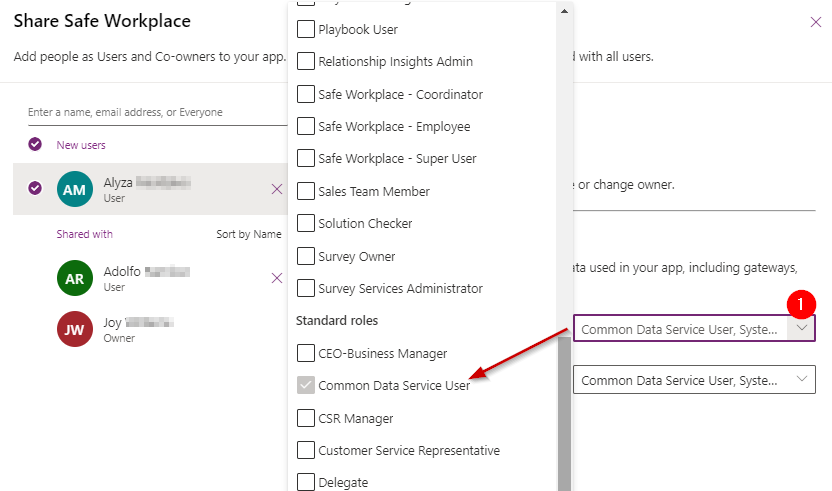 Share Safe Workplace
Add people as Users and Co-owners to your app.
d with all users.
Enter a name, email address, or Everyone
New users
AM
Alyza
User
Shared with
Sort by Name
AR
Adolfo
User
JW
Joy
Owner
Playbook User
Relationship Insights Admin
Safe Workplace - Coordinator
Safe Workplace - Employee
Safe Workplace - Super User
Sales Team Member
Solution Checker
Survey Owner
Survey Services Administrator
Standard roles
CEO-Business Manager
Common Data Service User
CSR Manager
Customer Service Representative
Delegate
e or change owner.
ata used in your app, including gateways,
1
Common Data Service User, Syste...
Common Data Service User, Syste...